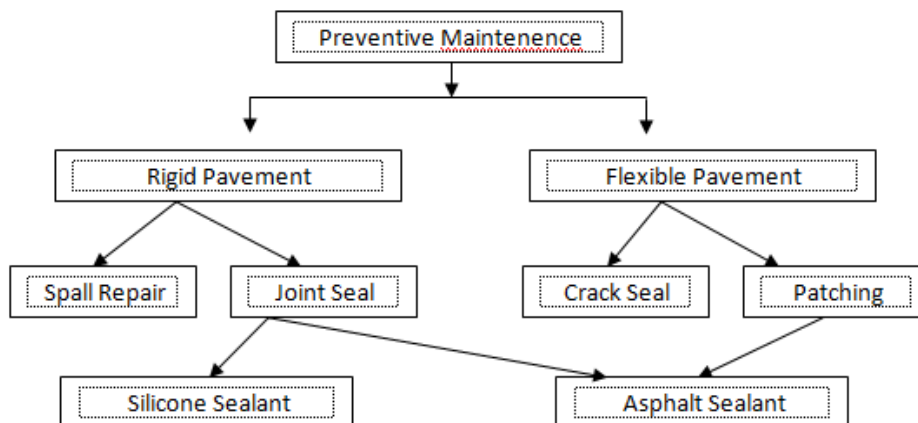 Preventive Maintenence
Rigid Pavement
Flexible Pavement
Spall Repair
Joint Seal
Crack Seal
Patching
Silicone Sealant
Asphalt Sealant